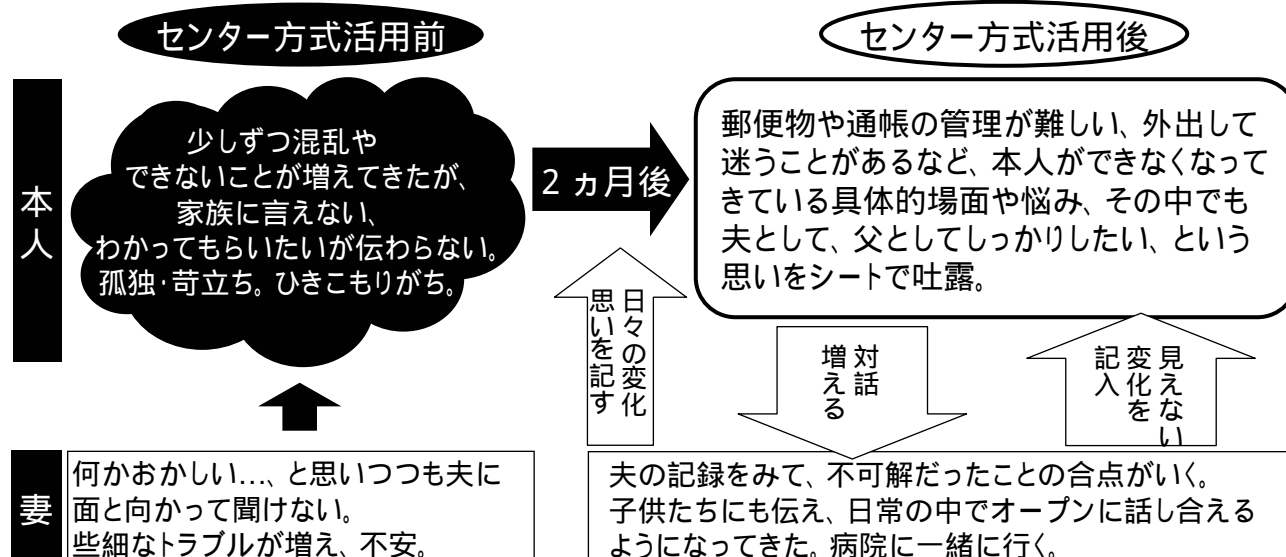 センター方式活用前
センター方式活用後
本人
少しずつ混乱や
できないことが増えてきたが、
家族に言えない、
わかってもらいたいが伝わらない。
孤独・苛立ち。ひきこもりがち。
2ヵ月後
郵便物や通帳の管理が難しい、外出して
迷うことがあるなど、本人ができなくなって
きている具体的場面や悩み、その中でも
夫として、父としてしっかりしたい、という
思いをシートで吐露。
日々の変化
思いを記す
対話
増える
見えない
変化を
記入
妻
何かおかしい…、と思いつつも夫に
面と向かって聞けない。
些細なトラブルが増え、不安。
夫の記録をみて、不可解だったことの合点がいく。
子供たちにも伝え、日常の中でオープンに話し合える
ようになってきた。病院に一緒に行く。